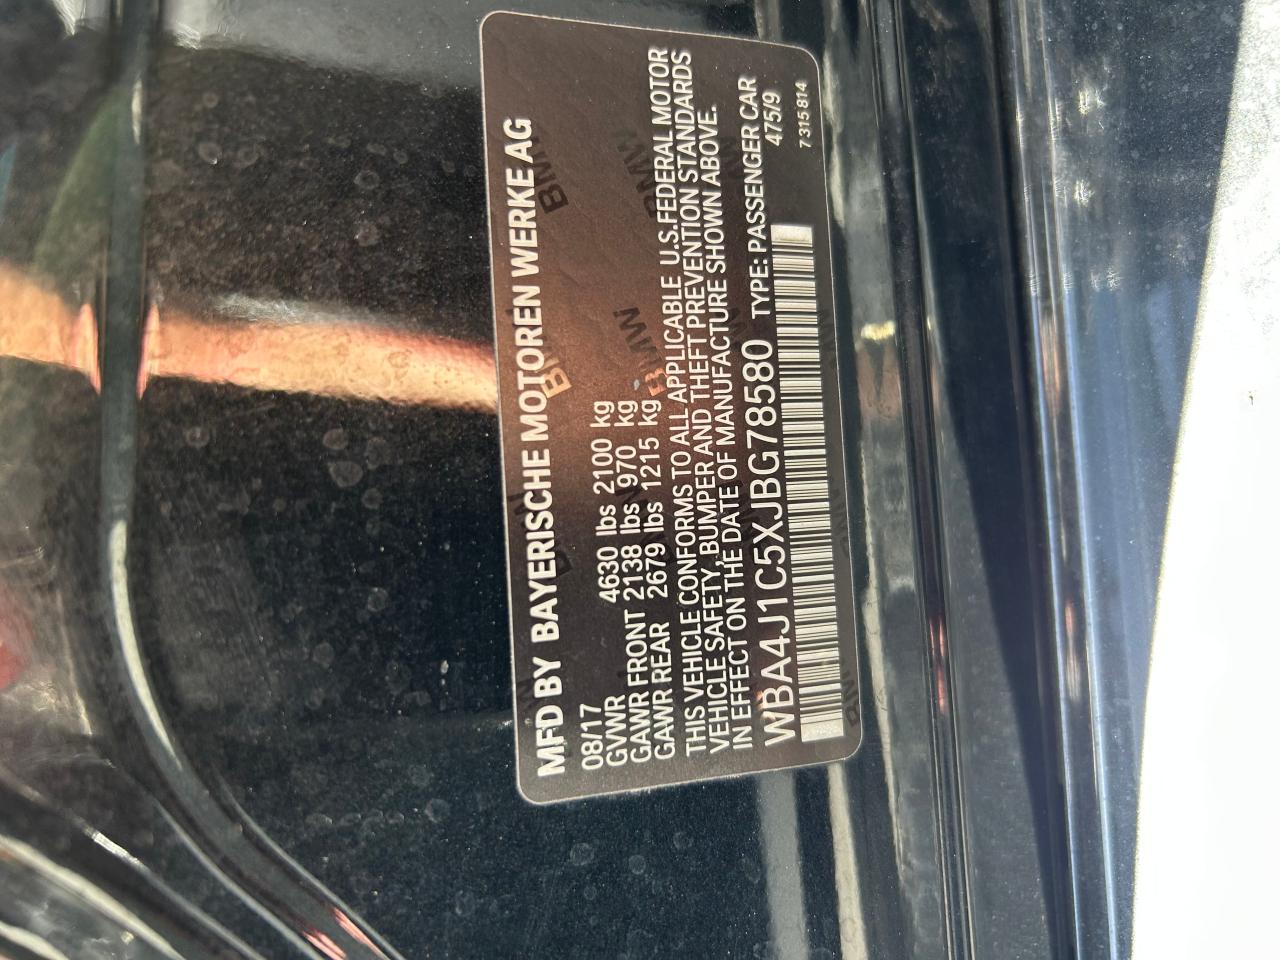 MFD BY BAYERISCHE MOTOREN WERKE AG
08/17
GVWR 4630 lbs 2100 kg
GAWR FRONT 2138 lbs 970 kg
GAWR REAR 2679 lbs 1215 kg
THIS VEHICLE CONFORMS TO ALL APPLICABLE U.S.FEDERAL MOTOR
VEHICLE SAFETY, BUMPER AND THEFT PREVENTION STANDARDS
IN EFFECT ON THE DATE OF MANUFACTURE SHOWN ABOVE.
WBA4J1C5XJBG78580 TYPE: PASSENGER CAR
475/9
7 315 814